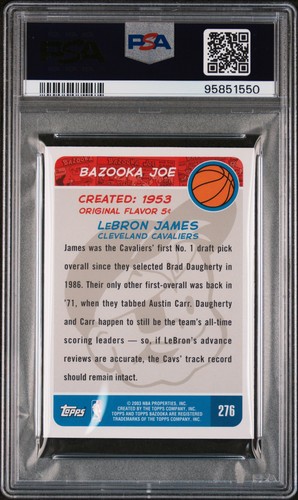 PSA
95851550
BAZOOKA JOE
CREATED: 1953
ORIGINAL FLAVOR 5¢
LEBRON JAMES
CLEVELAND CAVALIERS
James was the Cavaliers' first No. 1 draft pick
overall since they selected Brad Daugherty in
1986. Their only other first-overall was back in
'71, when they tabbed Austin Carr. Daugherty
and Carr happen to still be the team's all-time
scoring leaders — so, if LeBron's advance
reviews are accurate, the Cavs' track record
should remain intact.
TOPPS
NBA
© 2003 NBA PROPERTIES, INC.
CREATED BY THE TOPPS COMPANY, INC.
TOPPS AND TOPPS BAZOOKA ARE REGISTERED
TRADEMARKS OF THE TOPPS COMPANY, INC.
276